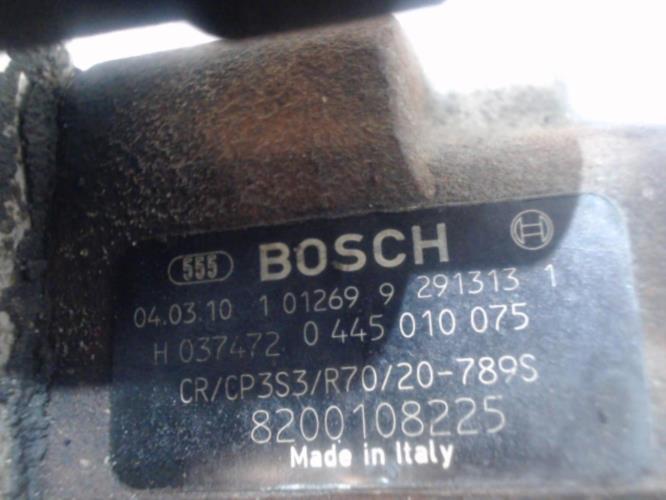 555 BOSCH
04.03.10 1 01269 9 291313 1
H 037472 0 445 010 075
CR/CP3S3/R70/20-789S
8200108225
Made in Italy